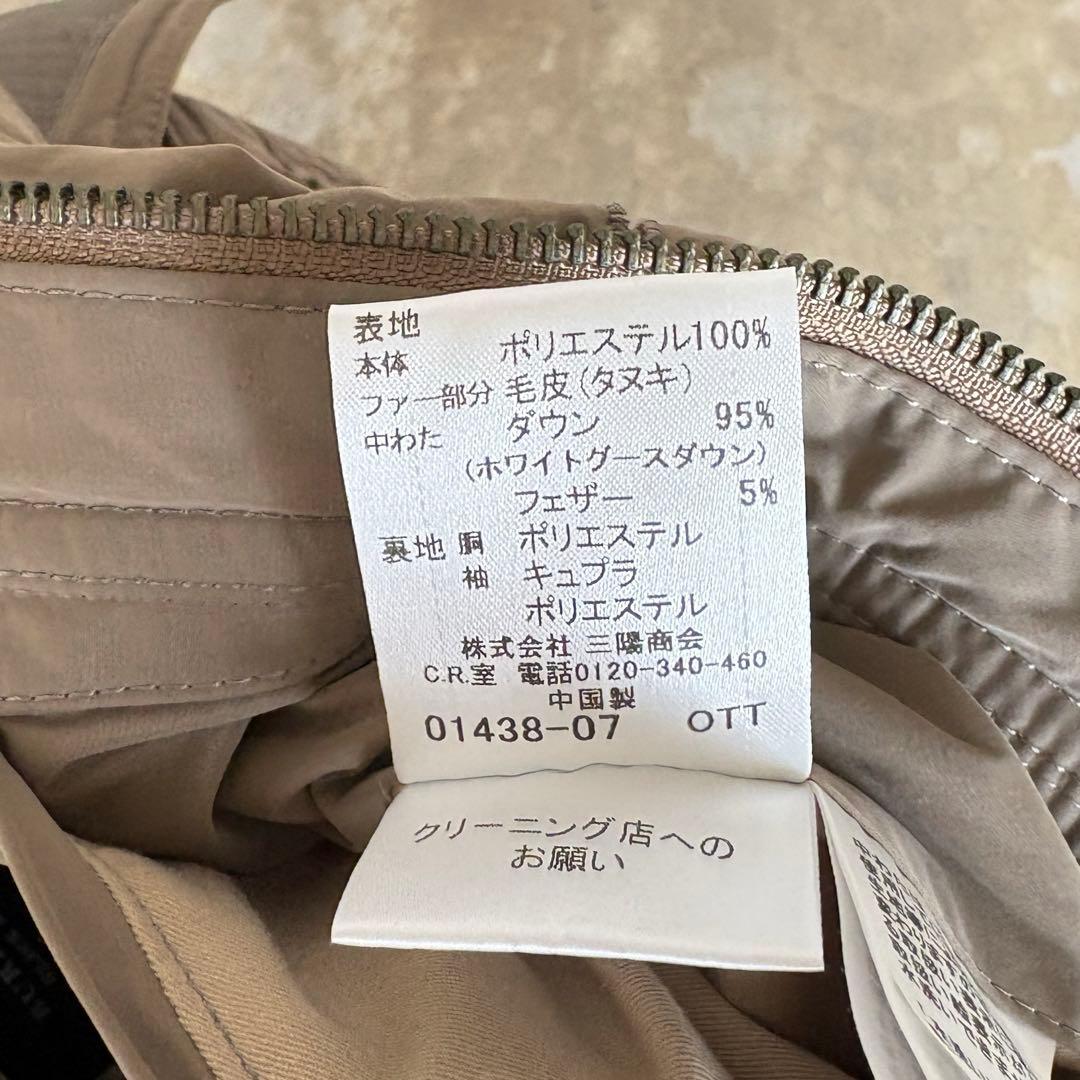 表地
本体 ポリエステル100%
ファー部分 毛皮(タヌキ)
中わた ダウン 95%
(ホワイトグースダウン)
フェザー 5%
裏地 胴 ポリエステル
袖 キュプラ
ポリエステル
株式会社 三陽商会
C.R.室 電話0120-340-460
中国製
01438-07 OTT
クリーニング店への
お願い